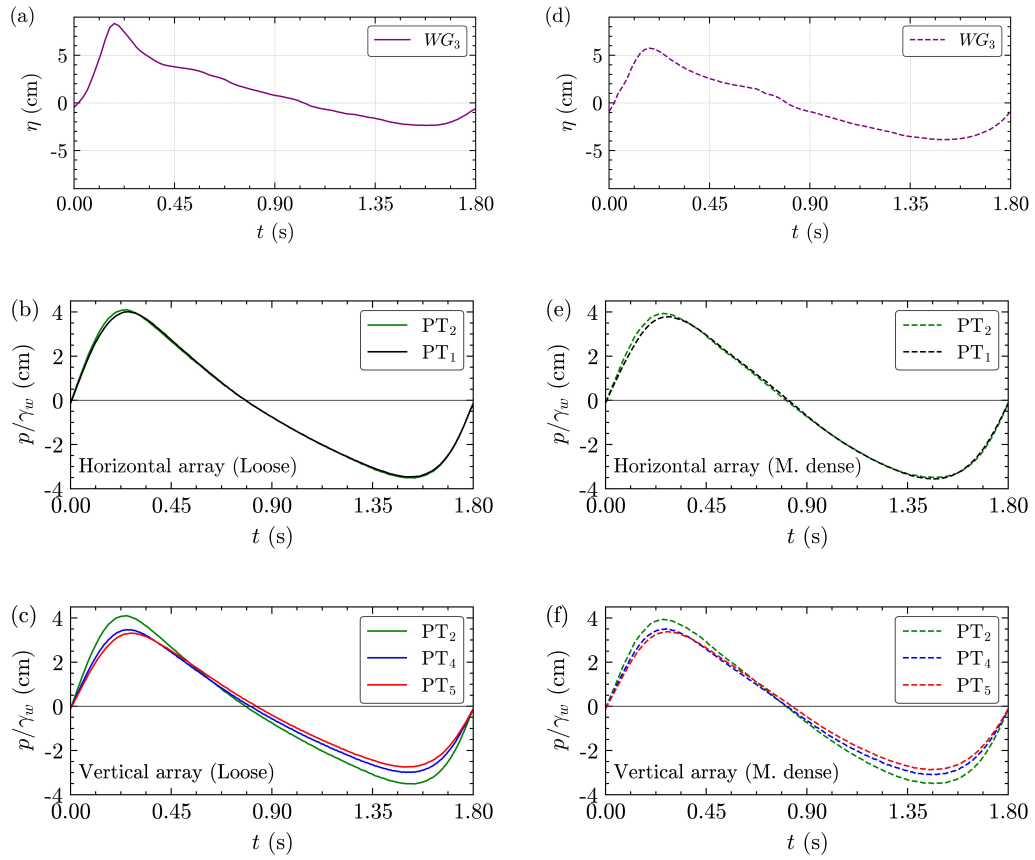 (a)
5
0
-5
η (cm)
WG₃
0.00 0.45 0.90 1.35 1.80
t (s)
(d)
5
0
-5
η (cm)
WG₃
0.00 0.45 0.90 1.35 1.80
t (s)
(b)
4
2
0
-2
-4
p/γ_w (cm)
PT₂
PT₁
Horizontal array (Loose)
0.00 0.45 0.90 1.35 1.80
t (s)
(e)
4
2
0
-2
-4
p/γ_w (cm)
PT₂
PT₁
Horizontal array (M. dense)
0.00 0.45 0.90 1.35 1.80
t (s)
(c)
4
2
0
-2
-4
p/γ_w (cm)
PT₂
PT₄
PT₅
Vertical array (Loose)
0.00 0.45 0.90 1.35 1.80
t (s)
(f)
4
2
0
-2
-4
p/γ_w (cm)
PT₂
PT₄
PT₅
Vertical array (M. dense)
0.00 0.45 0.90 1.35 1.80
t (s)